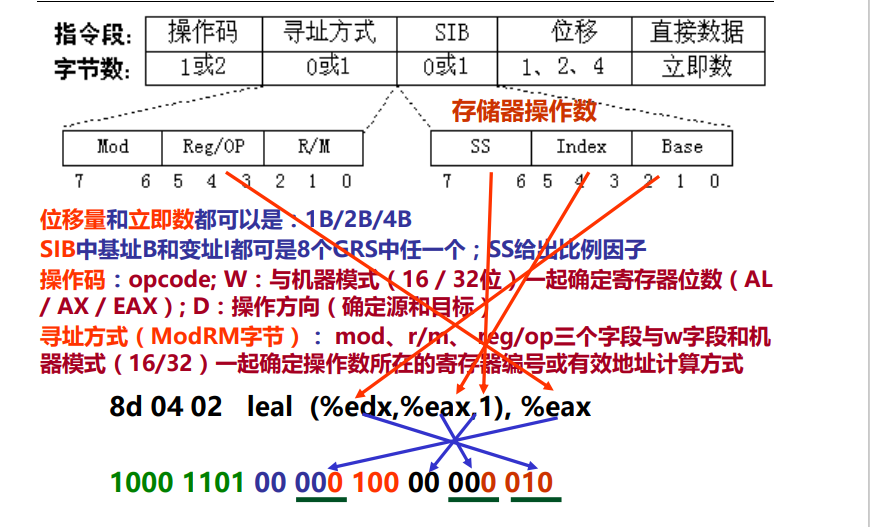 指令段: 操作码 寻址方式 SIB 位移 直接数据
字节数: 1或2 0或1 0或1 1、2、4 立即数
存储器操作数
Mod Reg/OP R/M SS Index Base
7 6 5 4 3 2 1 0 7 6 5 4 3 2 1 0
位移量和立即数都可以是：1B/2B/4B
SIB中基址B和变址I都可是8个GRS中任一个；SS给出比例因子
操作码：opcode; W：与机器模式（16 / 32位）一起确定寄存器位数（AL
/ AX / EAX）; D：操作方向（确定源和目标）
寻址方式（ModRM字节）： mod、r/m、 reg/op三个字段与w字段和机
器模式（16/32）一起确定操作数所在的寄存器编号或有效地址计算方式
8d 04 02 leal (%edx,%eax,1), %eax
1000 1101 00 000 100 00 000 010